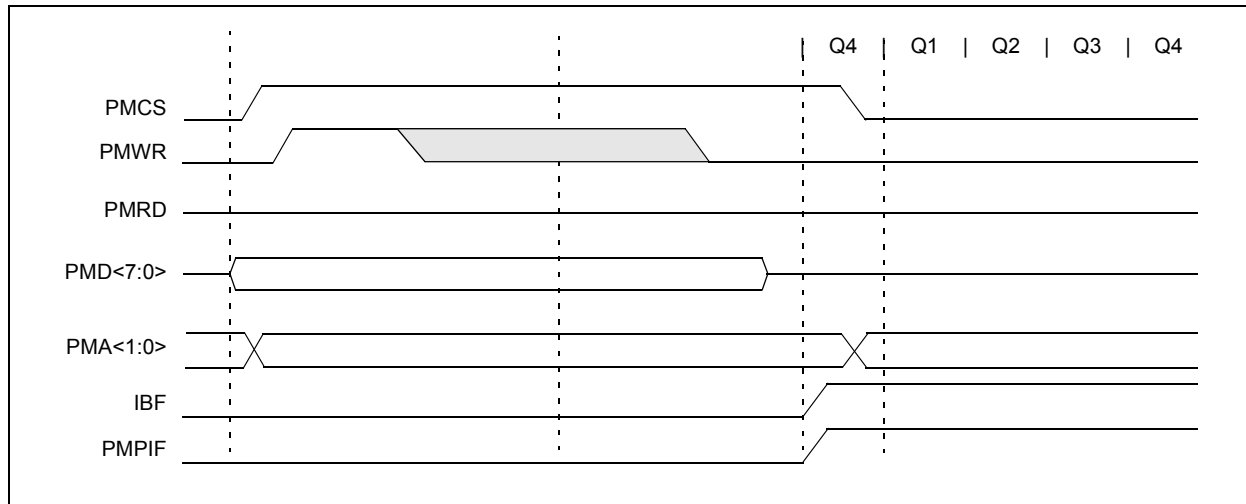 | Q4 | Q1 | Q2 | Q3 | Q4
PMCS
PMWR
PMRD
PMD<7:0>
PMA<1:0>
IBF
PMPIF